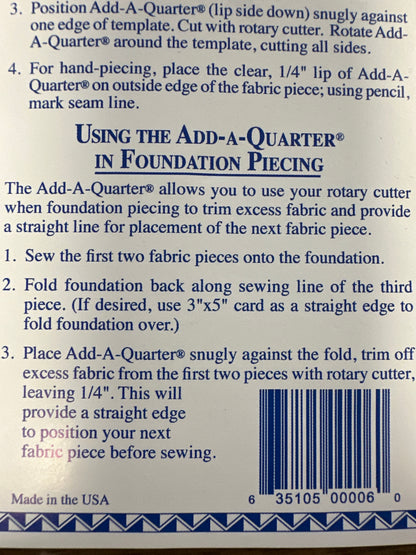 3. Position Add-A-Quarter® (lip side down) snugly against
one edge of template. Cut with rotary cutter. Rotate Add-
A-Quarter® around the template, cutting all sides.
4. For hand-piecing, place the clear, 1/4" lip of Add-A-
Quarter® on outside edge of the fabric piece; using pencil,
mark seam line.
USING THE ADD-A-QUARTER®
IN FOUNDATION PIECING
The Add-A-Quarter® allows you to use your rotary cutter
when foundation piecing to trim excess fabric and provide
a straight line for placement of the next fabric piece.
1. Sew the first two fabric pieces onto the foundation.
2. Fold foundation back along sewing line of the third
piece. (If desired, use 3"x5" card as a straight edge to
fold foundation over.)
3. Place Add-A-Quarter® snugly against the fold, trim off
excess fabric from the first two pieces with rotary cutter,
leaving 1/4". This will
provide a straight edge
to position your next
fabric piece before sewing.
Made in the USA
6 35105 00006 0